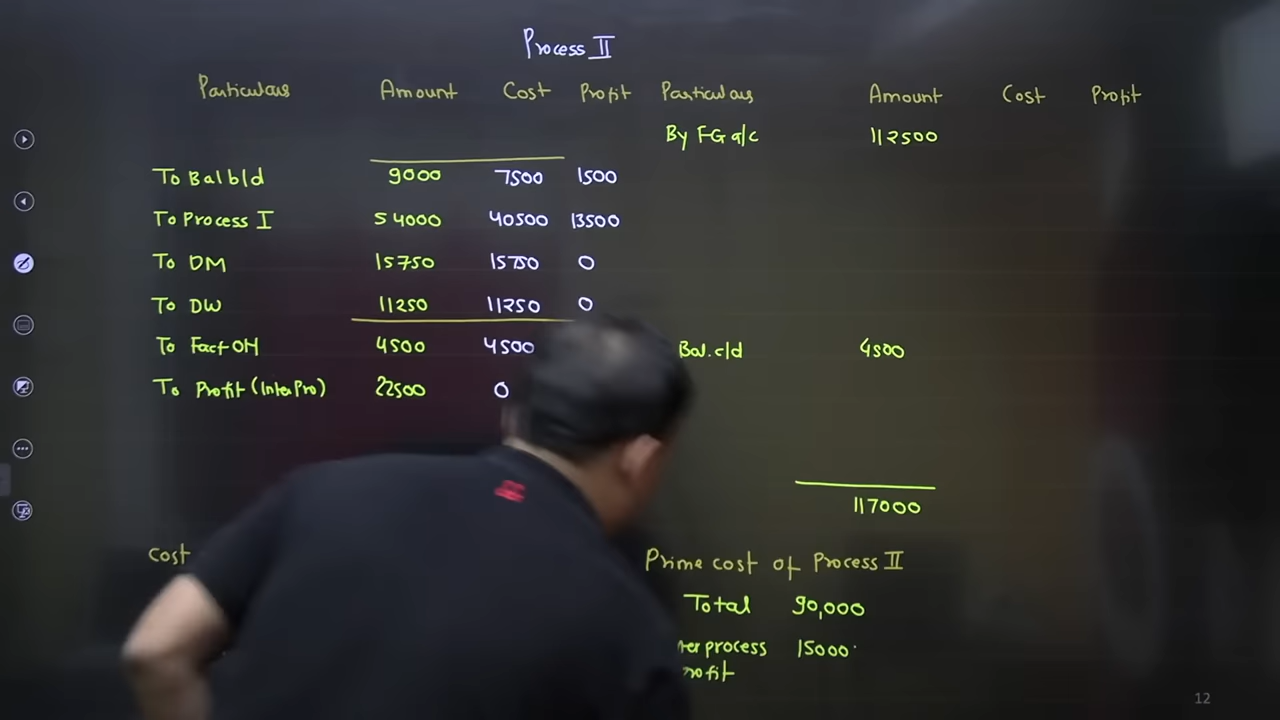 Process II
Particulars Amount Cost Profit Particulars Amount Cost Profit
By FG a/c 112500
To Bal b/d 9000 7500 1500
To Process I 54000 40500 13500
To DM 15750 15750 0
To DW 11250 11250 0
To Fact OH 4500 4500 Bal. c/d 4500
To Profit (Inter Pro) 22500 0
117000
Cost Prime cost of Process II
Total 90,000
process 15000
12